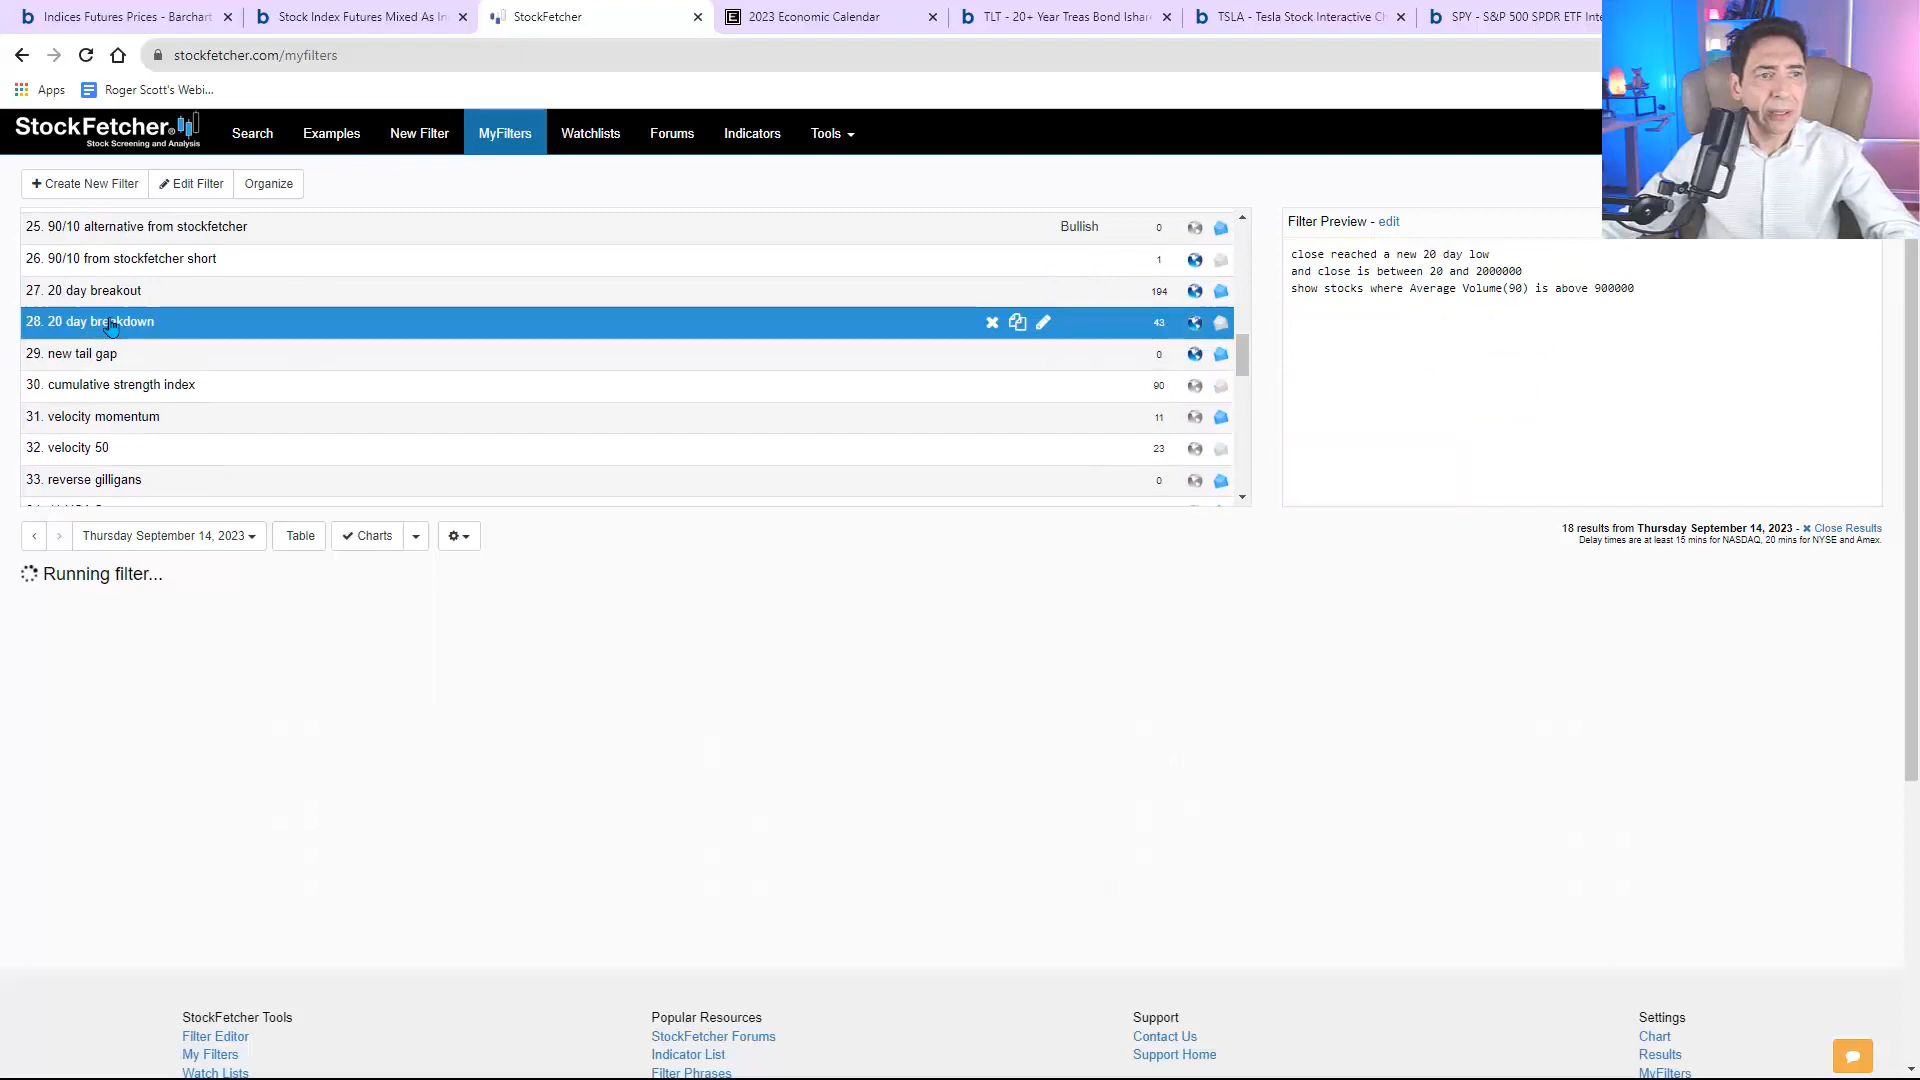 Indices Futures Prices - Barchart
Stock Index Futures Mixed As In
StockFetcher
2023 Economic Calendar
TLT - 20+ Year Treas Bond Ishare
TSLA - Tesla Stock Interactive Ch
SPY - S&P 500 SPDR ETF Inte
stockfetcher.com/myfilters
Apps
Roger Scott's Webi...
StockFetcher
Stock Screening and Analysis
Search
Examples
New Filter
MyFilters
Watchlists
Forums
Indicators
Tools
Create New Filter
Edit Filter
Organize
25. 90/10 alternative from stockfetcher Bullish 0
26. 90/10 from stockfetcher short 1
27. 20 day breakout 194
28. 20 day breakdown 43
29. new tail gap 0
30. cumulative strength index 90
31. velocity momentum 11
32. velocity 50 23
33. reverse gilligans 0
Filter Preview - edit
close reached a new 20 day low
and close is between 20 and 2000000
show stocks where Average Volume(90) is above 900000
Thursday September 14, 2023
Table
Charts
18 results from Thursday September 14, 2023 - Close Results
Delay times are at least 15 mins for NASDAQ, 20 mins for NYSE and Amex.
Running filter...
StockFetcher Tools
Filter Editor
My Filters
Watch Lists
Popular Resources
StockFetcher Forums
Indicator List
Filter Phrases
Support
Contact Us
Support Home
Settings
Chart
Results
MyFilters